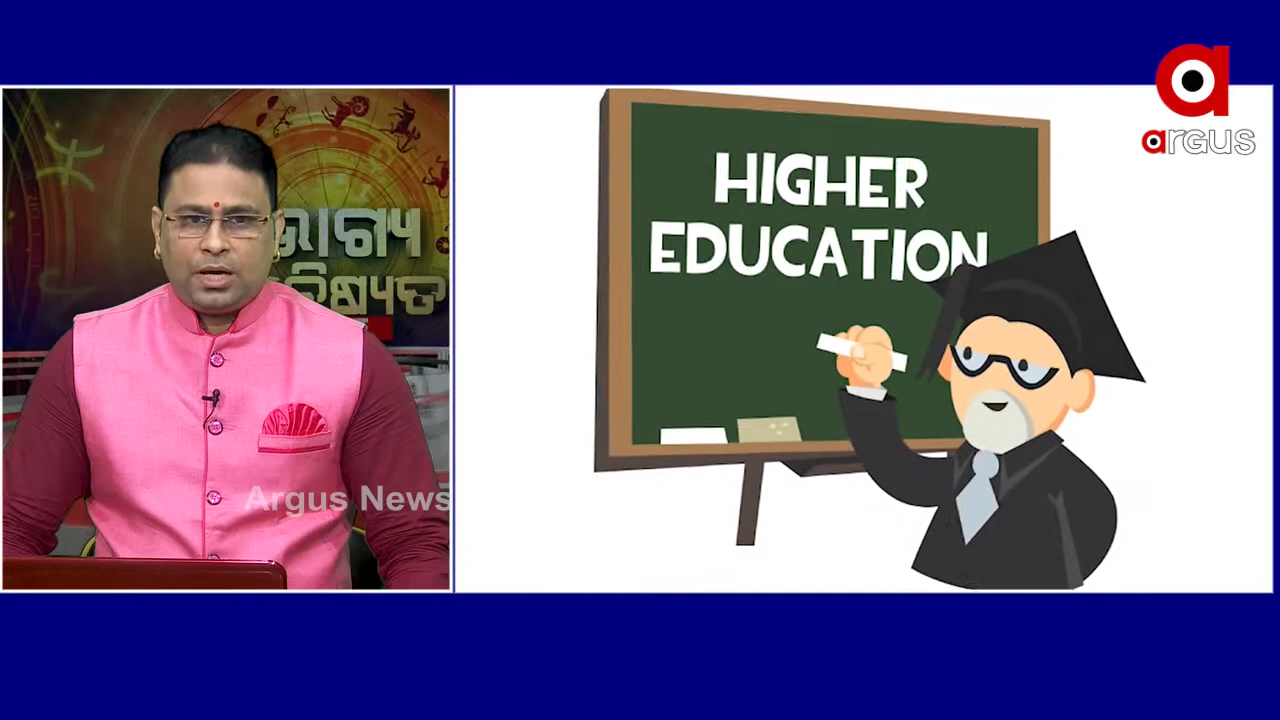 argus
ଭାଗ୍ୟ
HIGHER
EDUCATION
Argus News